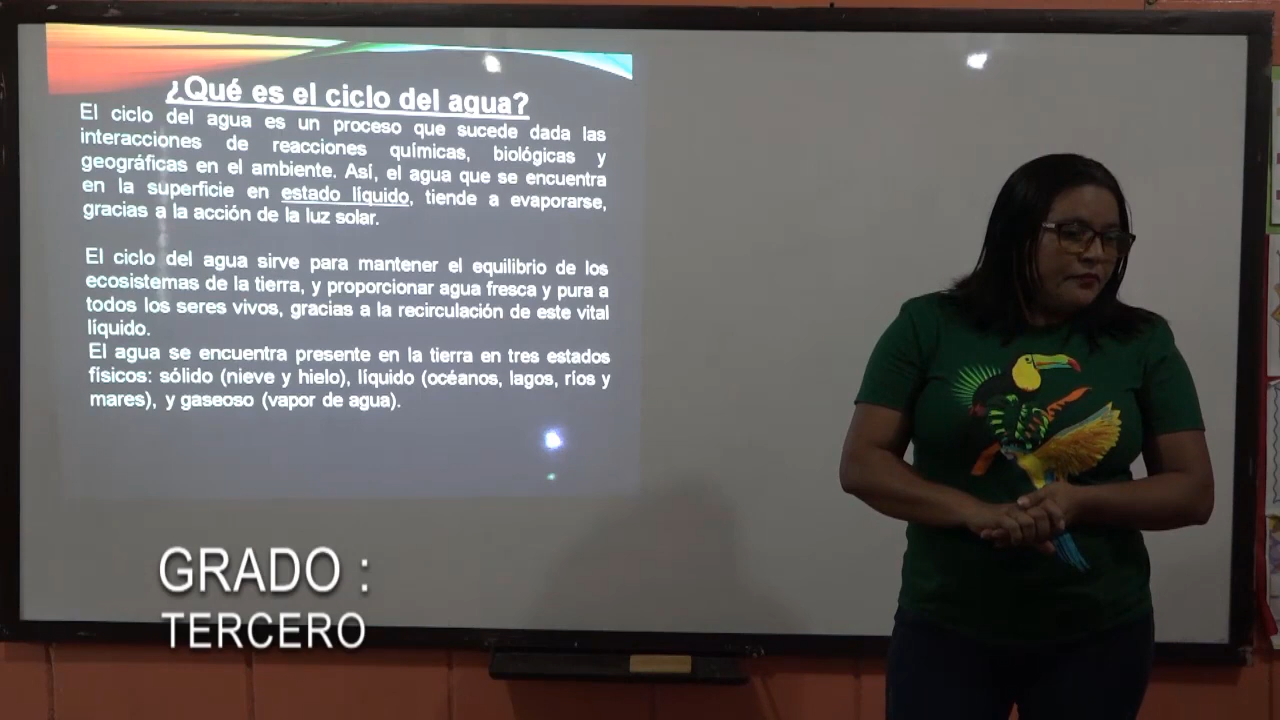 ¿Qué es el ciclo del agua?
El ciclo del agua es un proceso que sucede dada las
interacciones de reacciones químicas, biológicas y
geográficas en el ambiente. Así, el agua que se encuentra
en la superficie en estado líquido, tiende a evaporarse,
gracias a la acción de la luz solar.
El ciclo del agua sirve para mantener el equilibrio de los
ecosistemas de la tierra, y proporcionar agua fresca y pura a
todos los seres vivos, gracias a la recirculación de este vital
líquido.
El agua se encuentra presente en la tierra en tres estados
físicos: sólido (nieve y hielo), líquido (océanos, lagos, ríos y
mares), y gaseoso (vapor de agua).
GRADO :
TERCERO